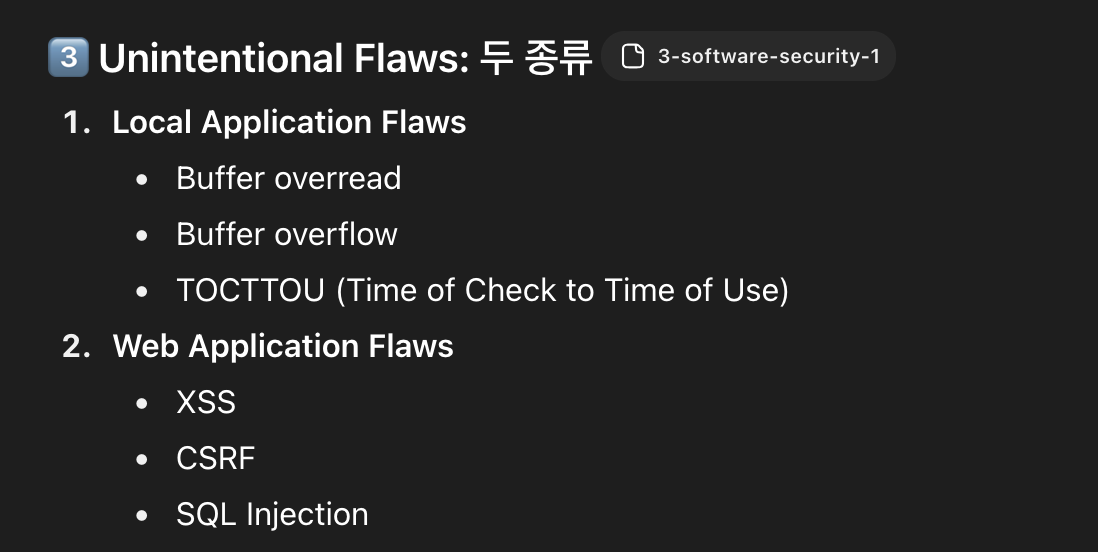 3 Unintentional Flaws: 두 종류 3-software-security-1
1. Local Application Flaws
• Buffer overread
• Buffer overflow
• TOCTTOU (Time of Check to Time of Use)
2. Web Application Flaws
• XSS
• CSRF
• SQL Injection